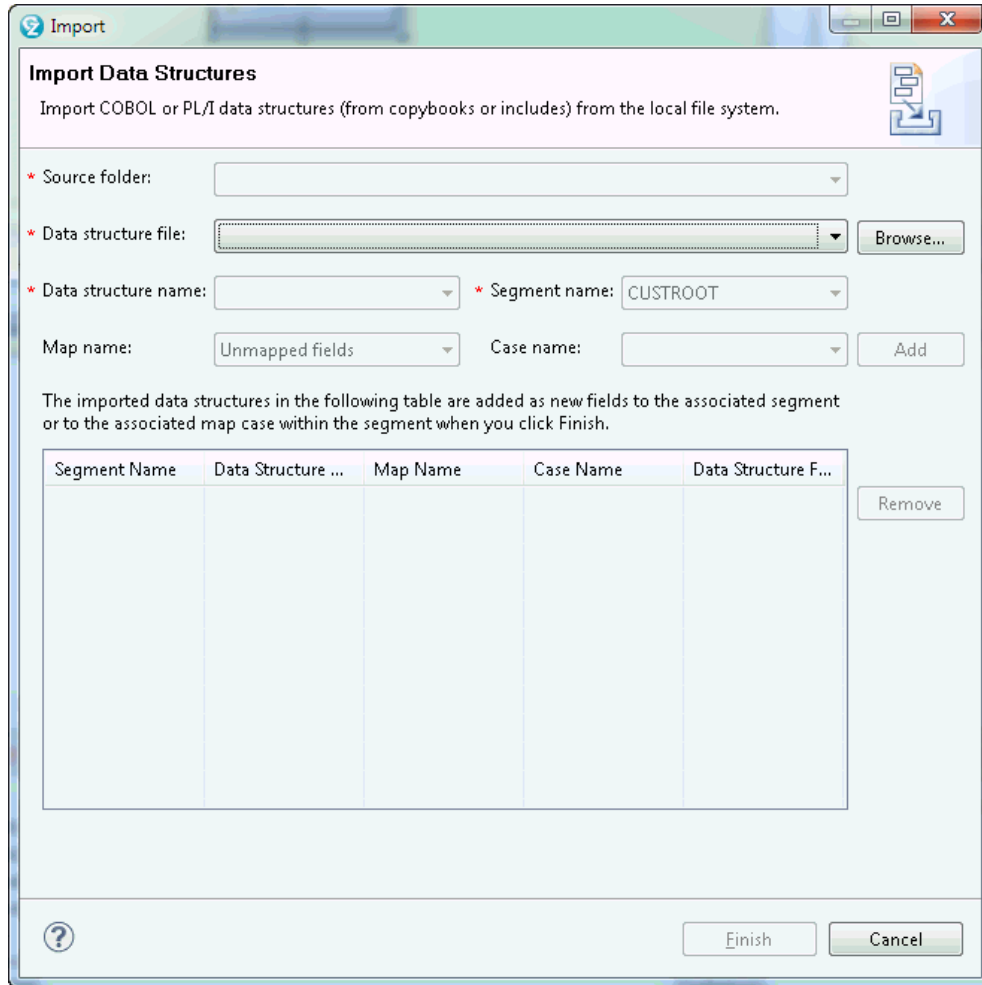 Import
Import Data Structures
Import COBOL or PL/I data structures (from copybooks or includes) from the local file system.
* Source folder:
* Data structure file: Browse...
* Data structure name: * Segment name: CUSTROOT
Map name: Unmapped fields Case name: Add
The imported data structures in the following table are added as new fields to the associated segment
or to the associated map case within the segment when you click Finish.
Segment Name Data Structure ... Map Name Case Name Data Structure F...
Remove
? Finish Cancel